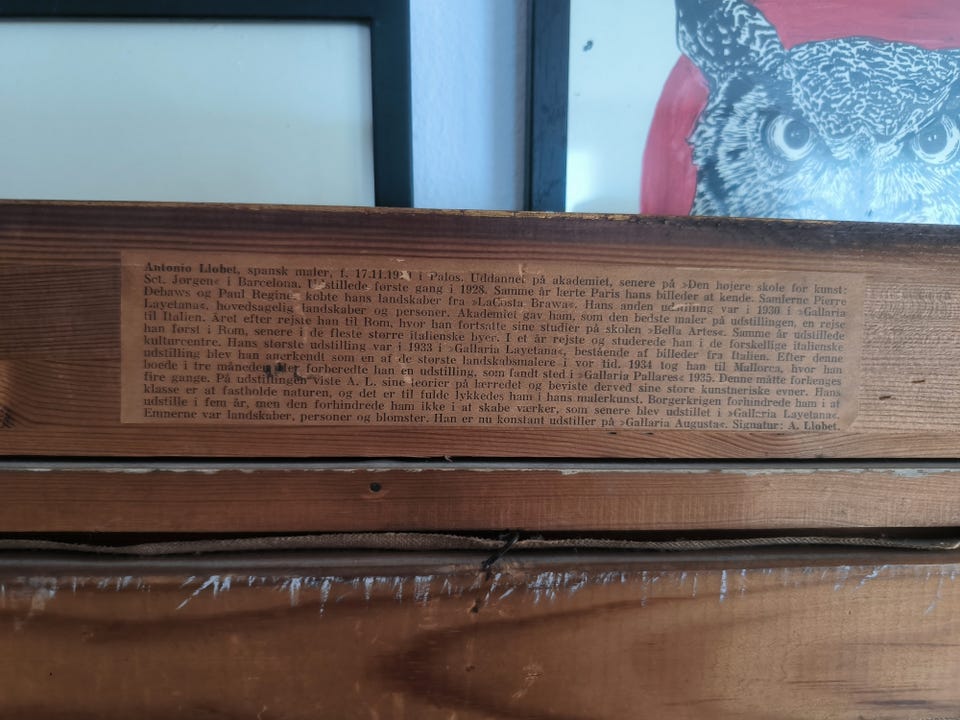 Antonio Llobet, spansk maler, f. 17.11.19 i Palos. Uddannet på akademiet, senere på »Den højere skole for kunst:
Sct. Jørgen« i Barcelona. Udstillede første gang i 1928. Samme år lærte Paris hans billeder at kende. Samlerne Pierre
Debaws og Paul Regine, købte hans landskaber fra »LaCosta Brawa«. Hans anden udstilling var i 1930 i »Gallaria
Layetana«, hovedsagelig landskaber og personer. Akademiet gav ham, som den bedste maler på udstillingen, en rejse
til Italien. Året efter rejste han til Rom, hvor han fortsatte sine studier på skolen »Bella Artes«. Samme år udstillede
han først i Rom, senere i de fleste større italienske byer. I et år rejste og studerede han i de forskellige italienske
kulturcentre. Hans største udstilling var i 1933 i »Gallaria Layetana«, bestående af billeder fra Italien. Efter denne
udstilling blev han anerkendt som en af de største landskabsmalere i vor tid. 1934 tog han til Mallorca, hvor han
boede i tre måneder forberedte han en udstilling, som fandt sted i »Gallaria Pallares« 1935. Denne måtte forlænges
fire gange. På udstillingen viste A. L. sine teorier på lærredet og beviste derved sine store kunstneriske evner. Hans
klasse er at fastholde naturen, og det er til fulde lykkedes ham i hans malerkunst. Borgerkrigen forhindrede ham i at
udstille i fem år, men den forhindrede ham ikke i at skabe værker, som senere blev udstillet i »Gallaria Layetana«.
Emnerne var landskaber, personer og blomster. Han er nu konstant udstiller på »Gallaria Augusta«. Signatur: A. Llobet.